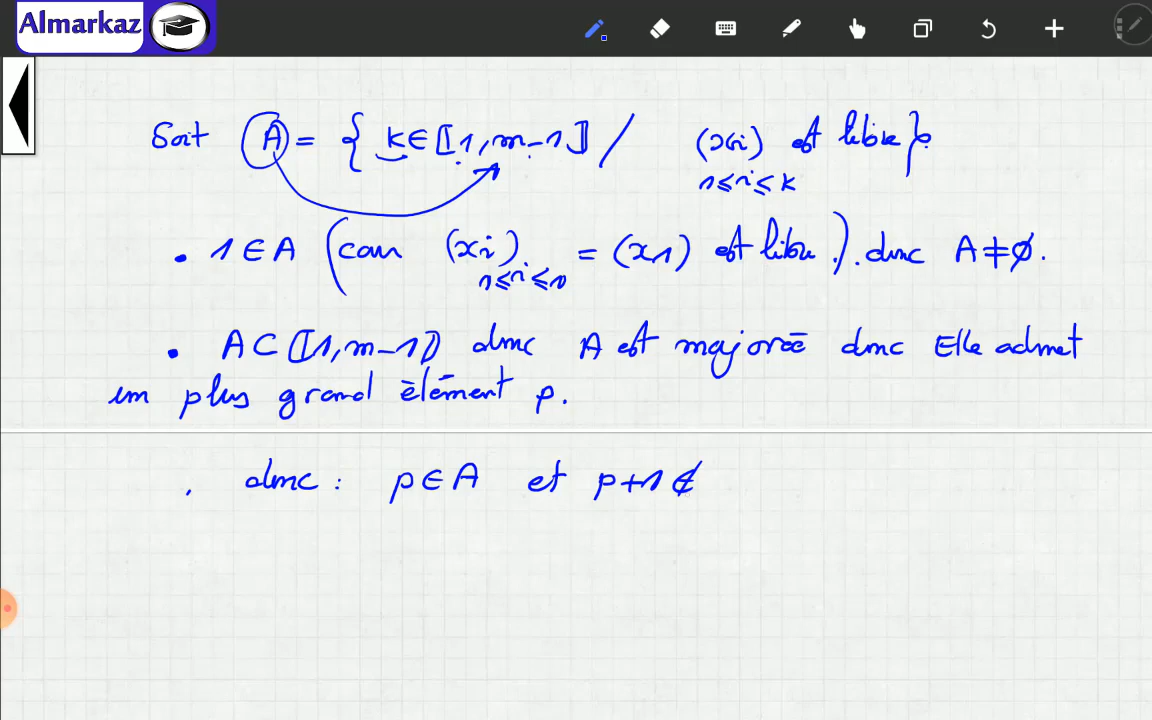 Almarkaz
Soit A = { k ∈ ⟦1, n-1⟧ / (xi) est libre }
1 ≤ i ≤ k
• 1 ∈ A (car (xi) = (x1) est libre). donc A ≠ ∅.
1 ≤ i ≤ 1
• A ⊂ ⟦1, n-1⟧ donc A est majorée donc Elle admet
un plus grand élément p.
. donc : p ∈ A et p+1 ∉